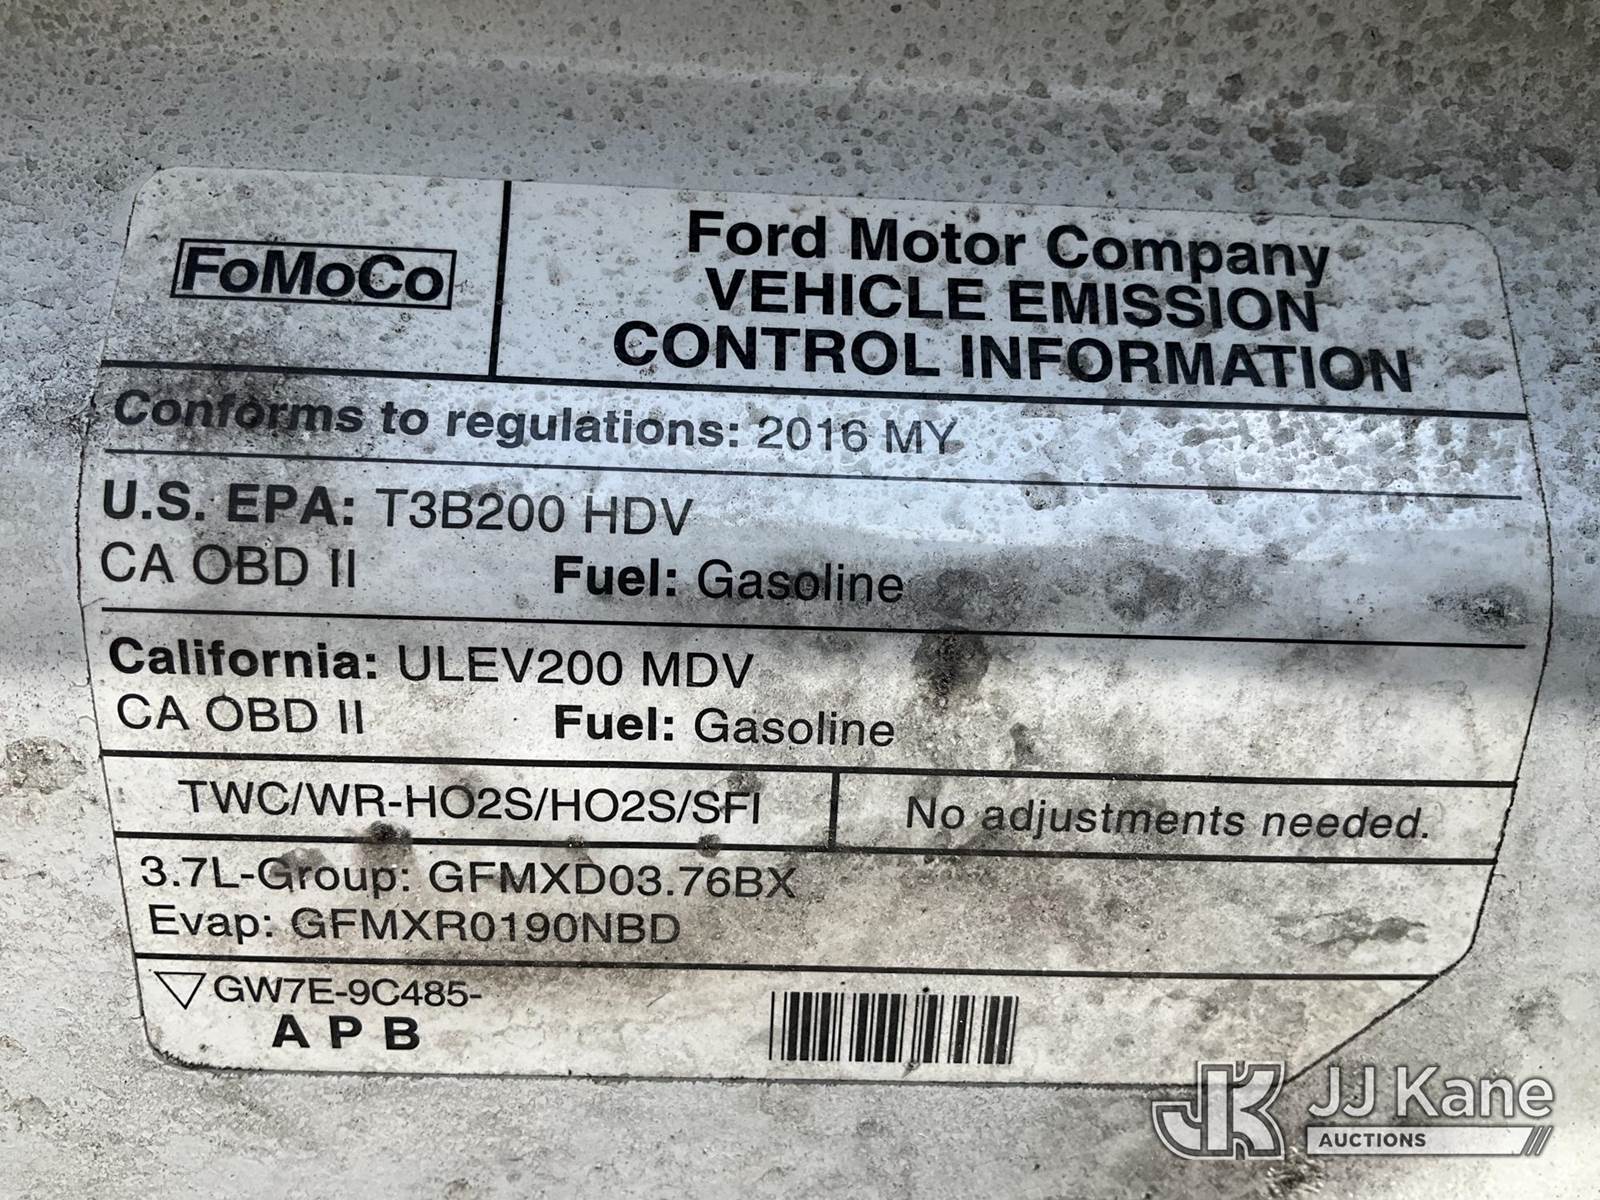 FoMoCo
Ford Motor Company
VEHICLE EMISSION
CONTROL INFORMATION
Conforms to regulations: 2016 MY
U.S. EPA: T3B200 HDV
CA OBD II Fuel: Gasoline
California: ULEV200 MDV
CA OBD II Fuel: Gasoline
TWC/WR-HO2S/HO2S/SFI No adjustments needed.
3.7L-Group: GFMXD03.76BX
Evap: GFMXR0190NBD
GW7E-9C485-
A P B
JK JJ Kane
AUCTIONS